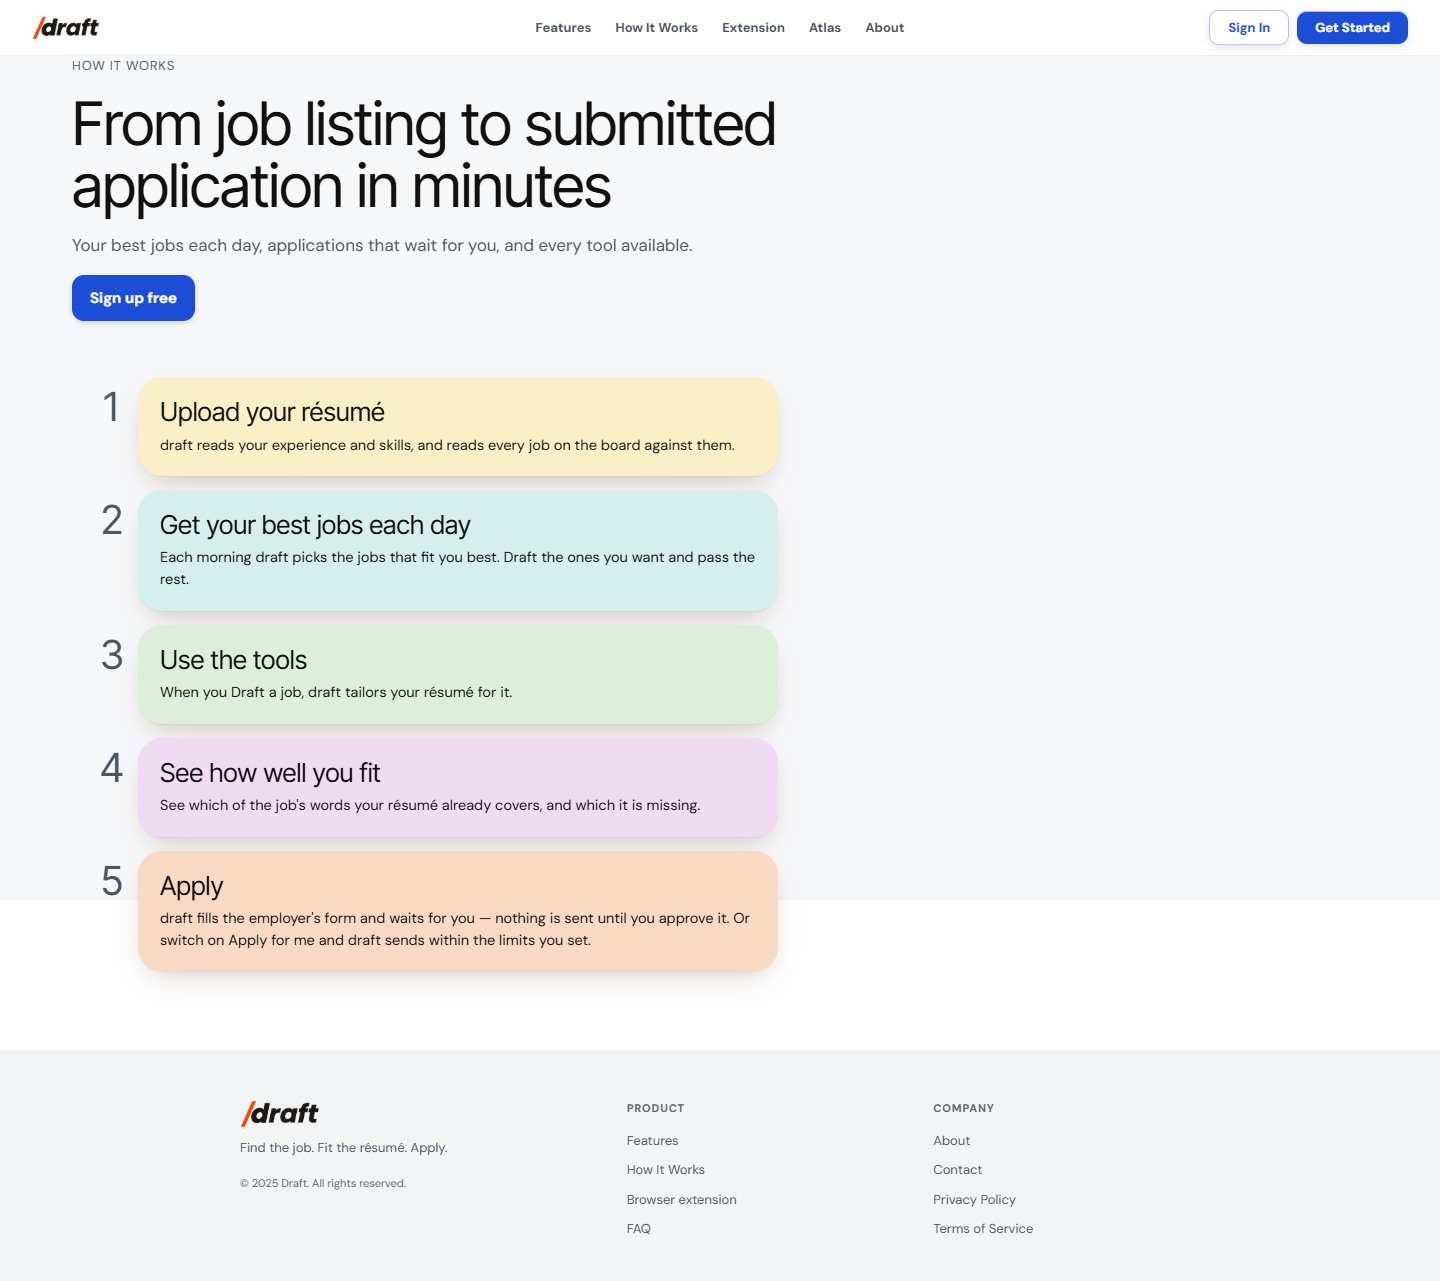 /draft
Features
How It Works
Extension
Atlas
About
Sign In
Get Started
HOW IT WORKS
From job listing to submitted
application in minutes
Your best jobs each day, applications that wait for you, and every tool available.
Sign up free
1
Upload your résumé
draft reads your experience and skills, and reads every job on the board against them.
2
Get your best jobs each day
Each morning draft picks the jobs that fit you best. Draft the ones you want and pass the
rest.
3
Use the tools
When you Draft a job, draft tailors your résumé for it.
4
See how well you fit
See which of the job's words your résumé already covers, and which it is missing.
5
Apply
draft fills the employer's form and waits for you — nothing is sent until you approve it. Or
switch on Apply for me and draft sends within the limits you set.
/draft
Find the job. Fit the résumé. Apply.
© 2025 Draft. All rights reserved.
PRODUCT
Features
How It Works
Browser extension
FAQ
COMPANY
About
Contact
Privacy Policy
Terms of Service